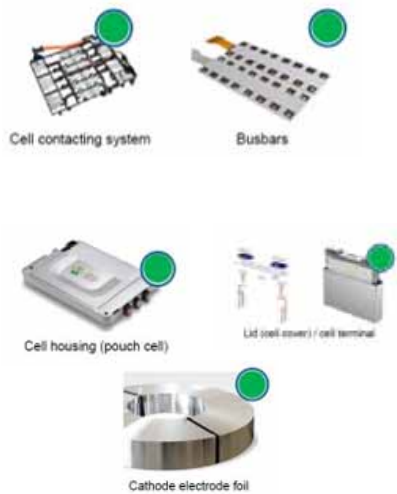 Cell contacting system
Busbars
Cell housing (pouch cell)
Lid (cell cover) / cell terminal
Cathode electrode foil